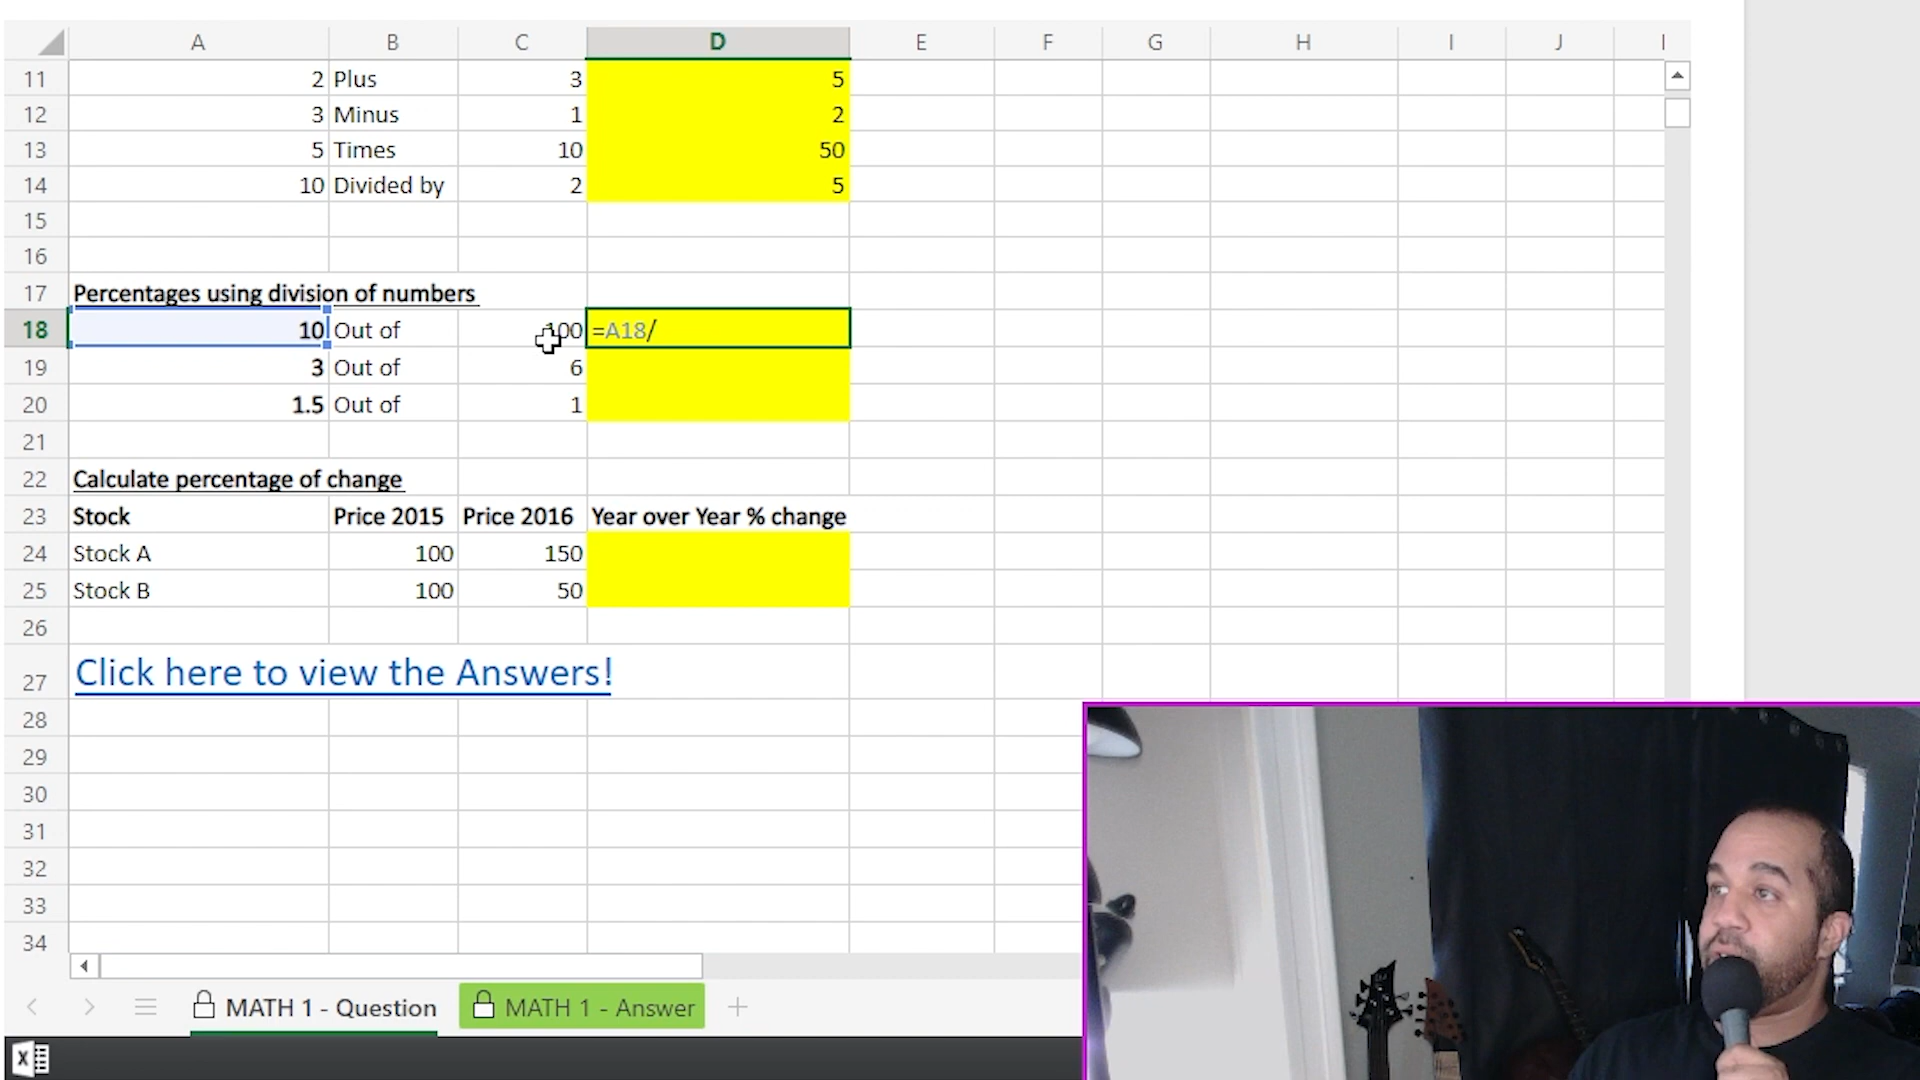 A B C D E F G H I J
11 2 Plus 3 5
12 3 Minus 1 2
13 5 Times 10 50
14 10 Divided by 2 5
15
16
17 Percentages using division of numbers
18 10 Out of 100 =A18/
19 3 Out of 6
20 1.5 Out of 1
21
22 Calculate percentage of change
23 Stock Price 2015 Price 2016 Year over Year % change
24 Stock A 100 150
25 Stock B 100 50
26
27 Click here to view the Answers!
28
29
30
31
32
33
34
MATH 1 - Question MATH 1 - Answer